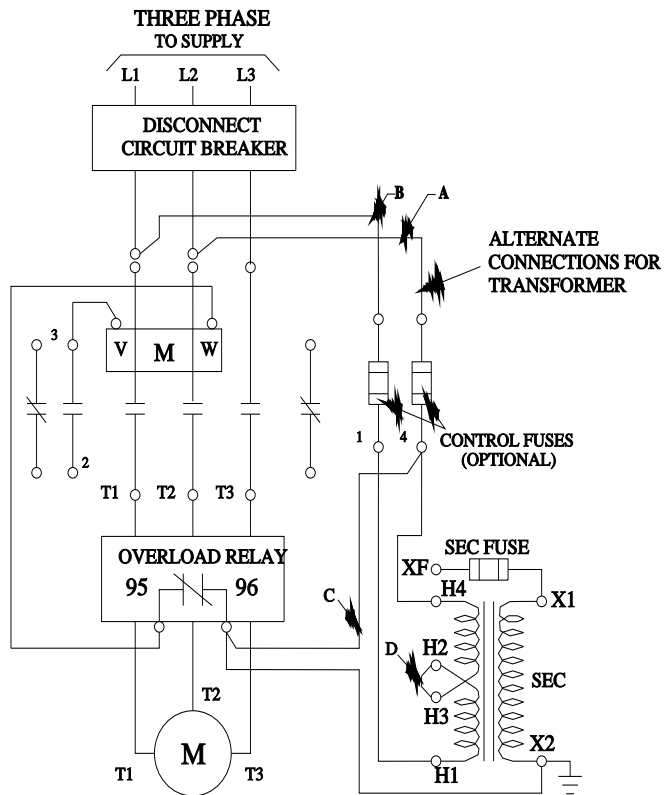 THREE PHASE
TO SUPPLY
L1 L2 L3
DISCONNECT
CIRCUIT BREAKER
B A
ALTERNATE
CONNECTIONS FOR
TRANSFORMER
3 V M W
2
1 4
CONTROL FUSES
(OPTIONAL)
T1 T2 T3
OVERLOAD RELAY
95 96
SEC FUSE
XF
H4 X1
C
D H2
SEC
H3
T2
X2
M
T1 T3
H1